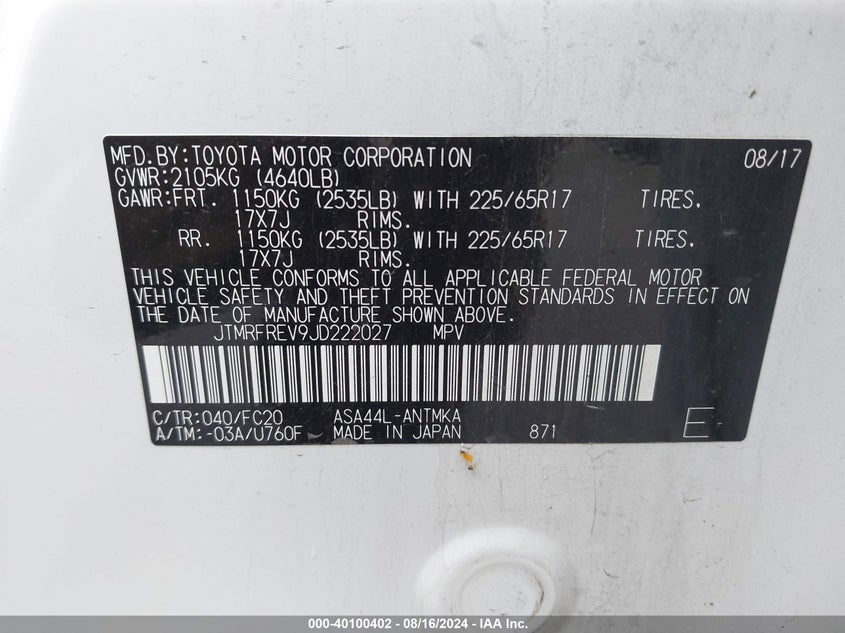 MFD.BY:TOYOTA MOTOR CORPORATION 08/17
GVWR:2105KG (4640LB)
GAWR:FRT. 1150KG (2535LB) WITH 225/65R17 TIRES.
17X7J RIMS.
RR. 1150KG (2535LB) WITH 225/65R17 TIRES.
17X7J RIMS.
THIS VEHICLE CONFORMS TO ALL APPLICABLE FEDERAL MOTOR
VEHICLE SAFETY AND THEFT PREVENTION STANDARDS IN EFFECT ON
THE DATE OF MANUFACTURE SHOWN ABOVE.
JTMRFREV9JD222027 MPV
C/TR:040/FC20 ASA44L-ANTMKA
A/TM:-03A/U760F MADE IN JAPAN 871 E
000-40100402 - 08/16/2024 - IAA Inc.